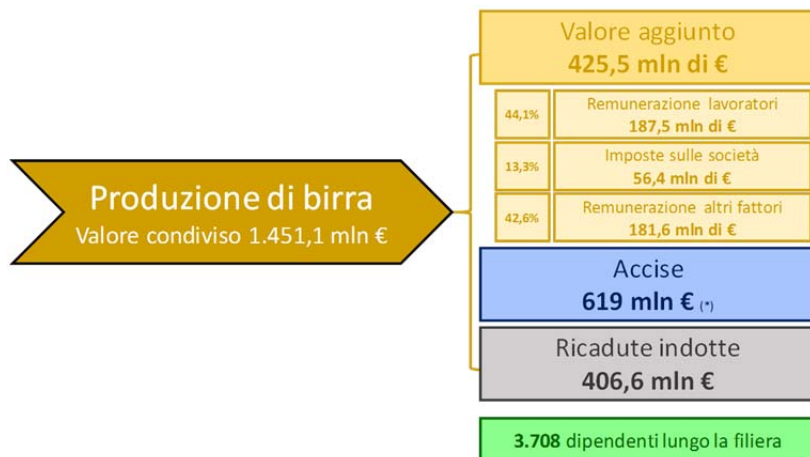 Produzione di birra
Valore condiviso 1.451,1 mln €
Valore aggiunto
425,5 mln di €
44,1%
Remunerazione lavoratori
187,5 mln di €
13,3%
Imposte sulle società
56,4 mln di €
42,6%
Remunerazione altri fattori
181,6 mln di €
Accise
619 mln € (*)
Ricadute indotte
406,6 mln €
3.708 dipendenti lungo la filiera